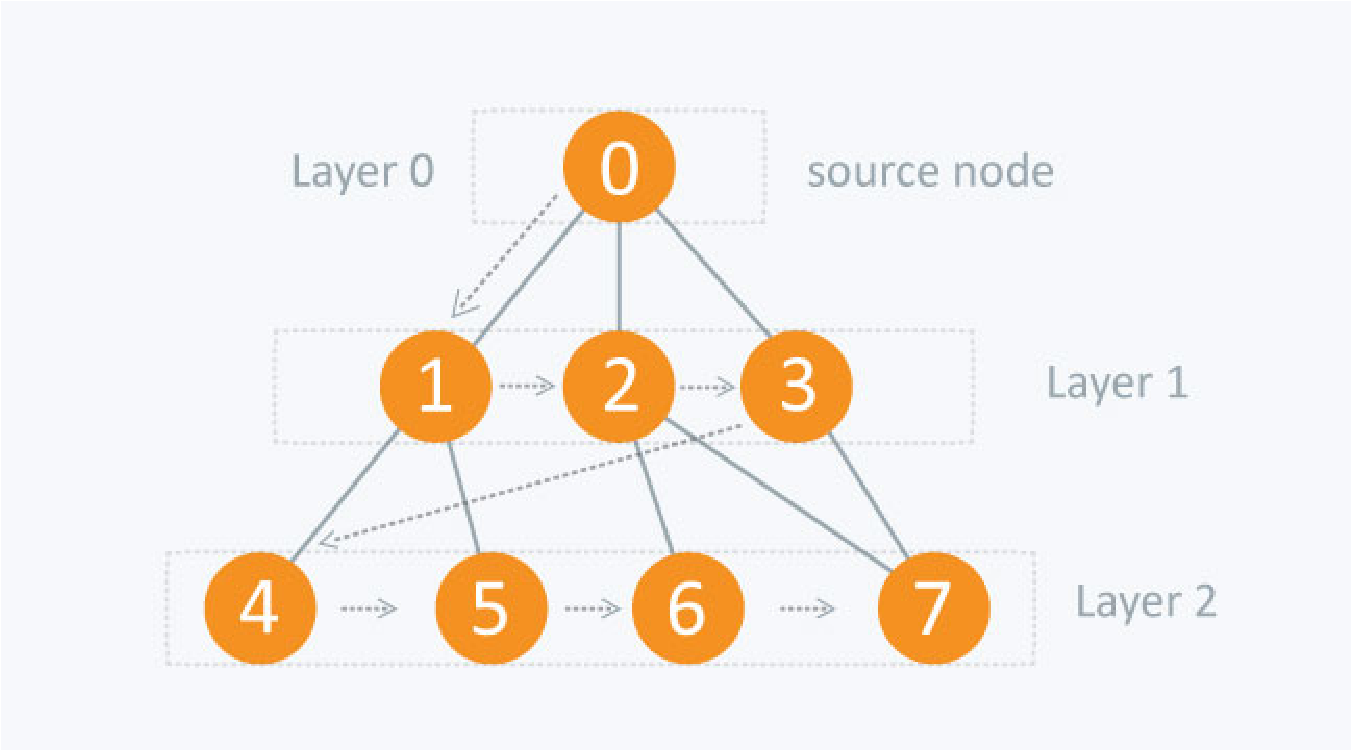 Layer 0 0 source node
1 2 3 Layer 1
4 5 6 7 Layer 2